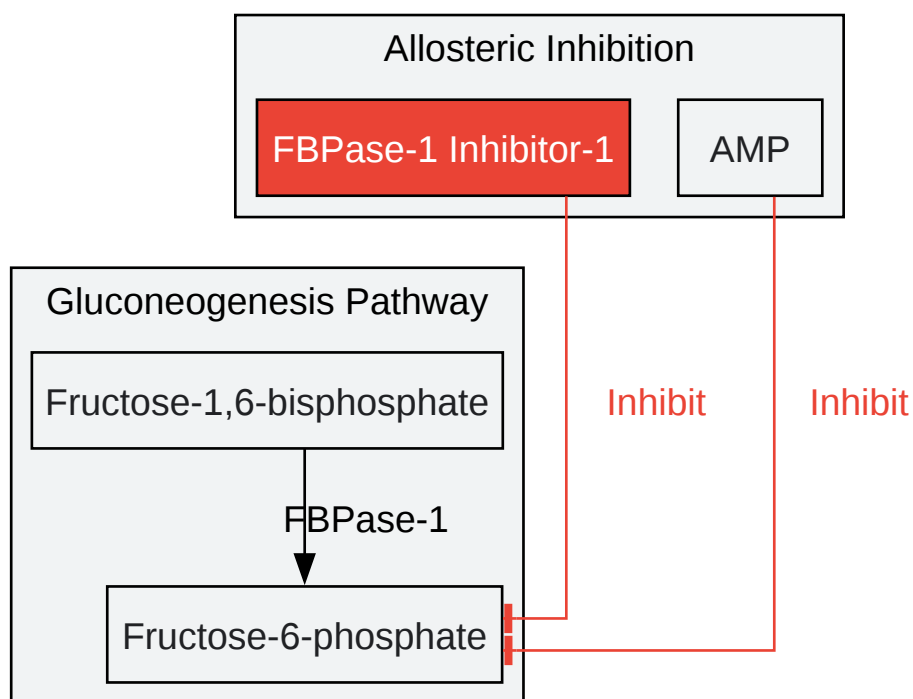 Allosteric Inhibition
FBPase-1 Inhibitor-1
AMP
Gluconeogenesis Pathway
Fructose-1,6-bisphosphate
Inhibit
Inhibit
FBPase-1
Fructose-6-phosphate